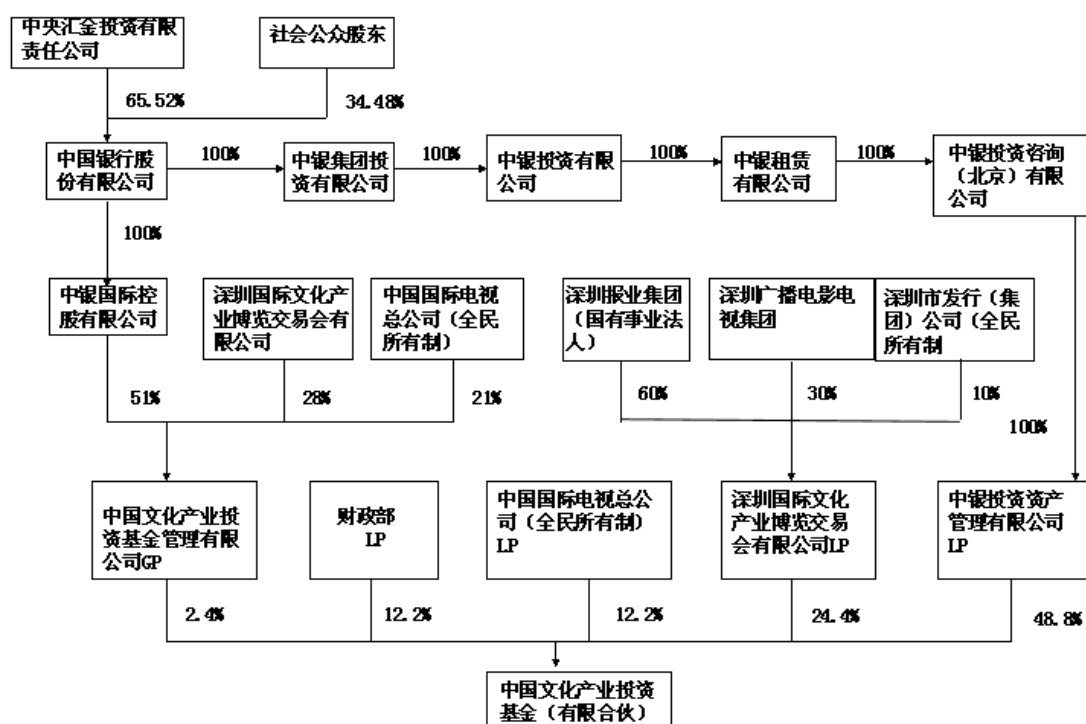 中央汇金投资有限
责任公司
社会公众股东
65.52%
34.48%
中国银行股
份有限公司
100%
中银集团投
资有限公司
100%
中银投资有限
公司
100%
中银租赁
有限公司
100%
中银投资咨询
（北京）有限
公司
100%
中银国际控
股有限公司
深圳国际文化产
业博览交易会有
限公司
中国国际电视
总公司（全民
所有制）
深圳报业集团
（国有事业法
人）
深圳广播电影电
视集团
深圳市发行（集
团）公司（全民
所有制
51%
28%
21%
60%
30%
10%
100%
中国文化产业投
资基金管理有限
公司GP
财政部
LP
中国国际电视总公
司（全民所有制）
LP
深圳国际文化
产业博览交易
会有限公司LP
中银投资资产
管理有限公司
LP
2.4%
12.2%
12.2%
24.4%
48.8%
中国文化产业投资
基金（有限合伙）